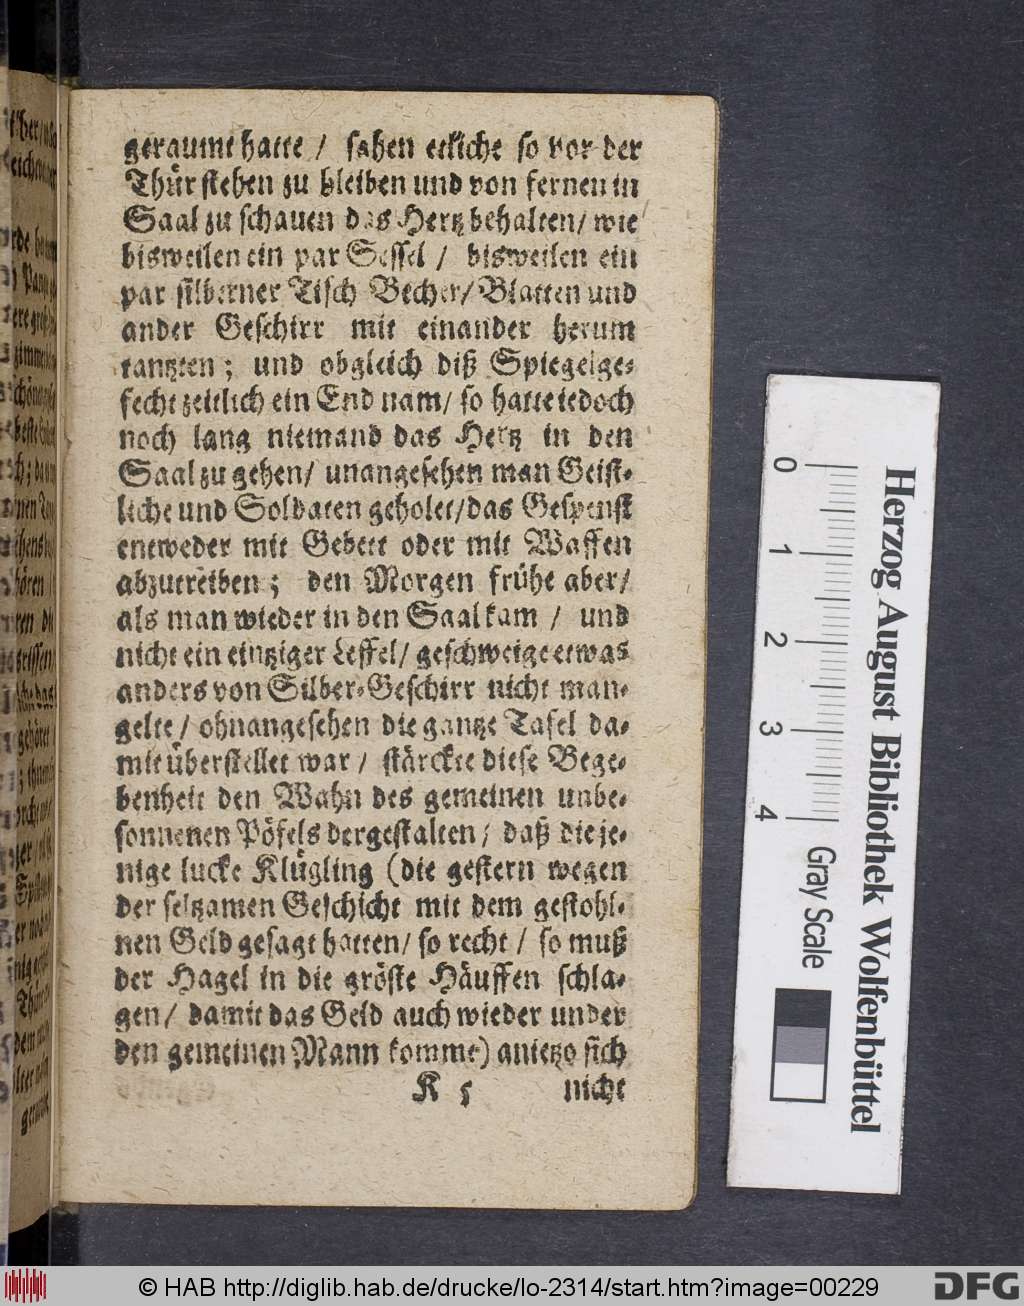 geraumt hatte / sahen etliche so vor der
Thür stehen zu bleiben und von fernen in
Saal zu schauen das Hertz behalten / wie
bisweilen ein par Sessel / bisweilen ein
par silberner Tisch Becher / Blatten und
ander Geschirr mit einander herum
tantzten ; und obgleich diß Spiegelge-
fecht zeitlich ein End nam / so hatte iedoch
noch lang niemand das Hertz in den
Saal zu gehen / unangesehen man Geist-
liche und Soldaten geholet / das Gespenst
entweder mit Gebett oder mit Waffen
abzutreiben ; den Morgen frühe aber /
als man wieder in den Saal kam / und
nicht ein eintziger Leffel / geschweige etwas
anders von Silber-Geschirr nicht man-
gelte / ohnangesehen die gantze Tafel da-
mit überstellet war / stärckte diese Bege-
benheit den Wahn des gemeinen unbe-
sonnenen Pöfels dergestalten / daß dieje-
nige lucke Klügling (die gestern wegen
der seltzamen Geschicht mit dem gestohl-
nen Geld gesagt hatten / so recht / so muß
der Hagel in die gröste Häuffen schla-
gen / damit das Geld auch wieder under
den gemeinen Mann komme) anietzo sich
K 5 nicht
Herzog August Bibliothek Wolfenbüttel
0 1 2 3 4 Gray Scale
© HAB http://diglib.hab.de/drucke/lo-2314/start.htm?image=00229
DFG